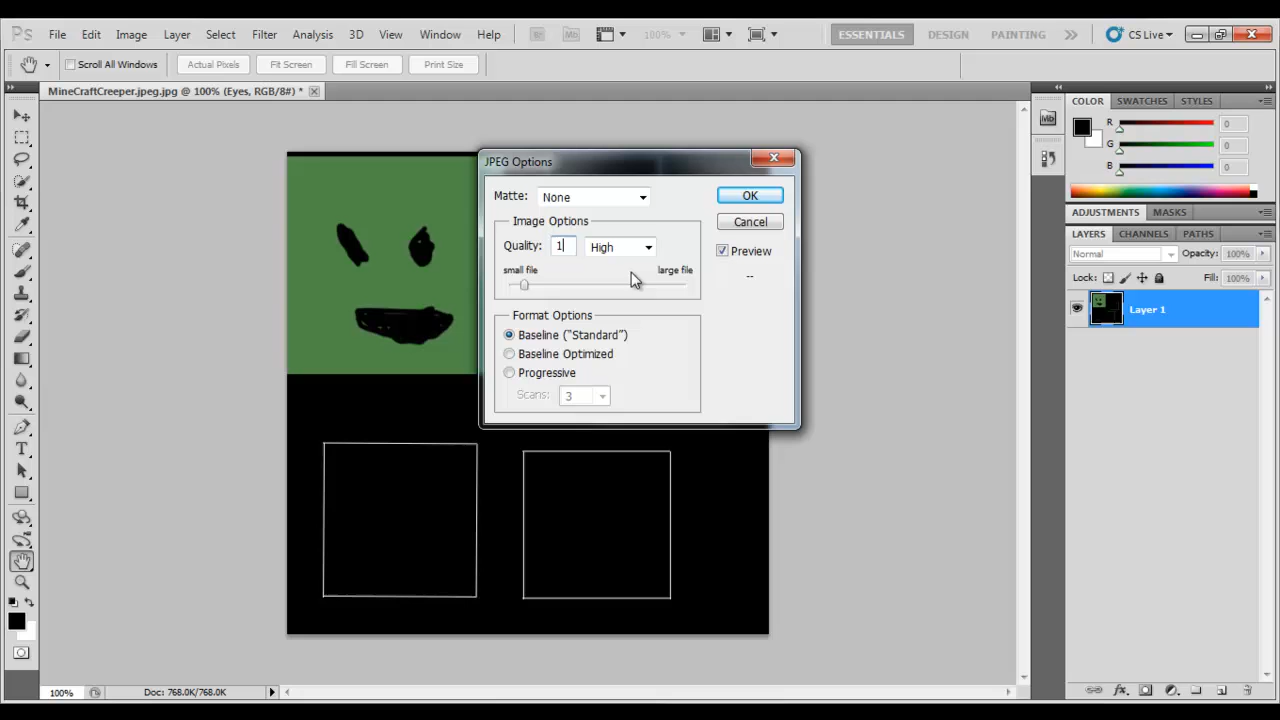 Ps File Edit Image Layer Select Filter Analysis 3D View Window Help Br Mb 100% ESSENTIALS DESIGN PAINTING CS Live
Scroll All Windows Actual Pixels Fit Screen Fill Screen Print Size
MineCraftCreeper.jpeg.jpg @ 100% (Eyes, RGB/8#) *
COLOR SWATCHES STYLES
Mb
R 0
G 0
B 0
JPEG Options
Matte: None
OK
Image Options
Cancel
Quality: 1 High
Preview
small file large file
--
Format Options
Baseline ("Standard")
Baseline Optimized
Progressive
Scans: 3
ADJUSTMENTS MASKS
LAYERS CHANNELS PATHS
Normal Opacity: 100%
Lock: Fill: 100%
Layer 1
T
100% Doc: 768.0K/768.0K
fx